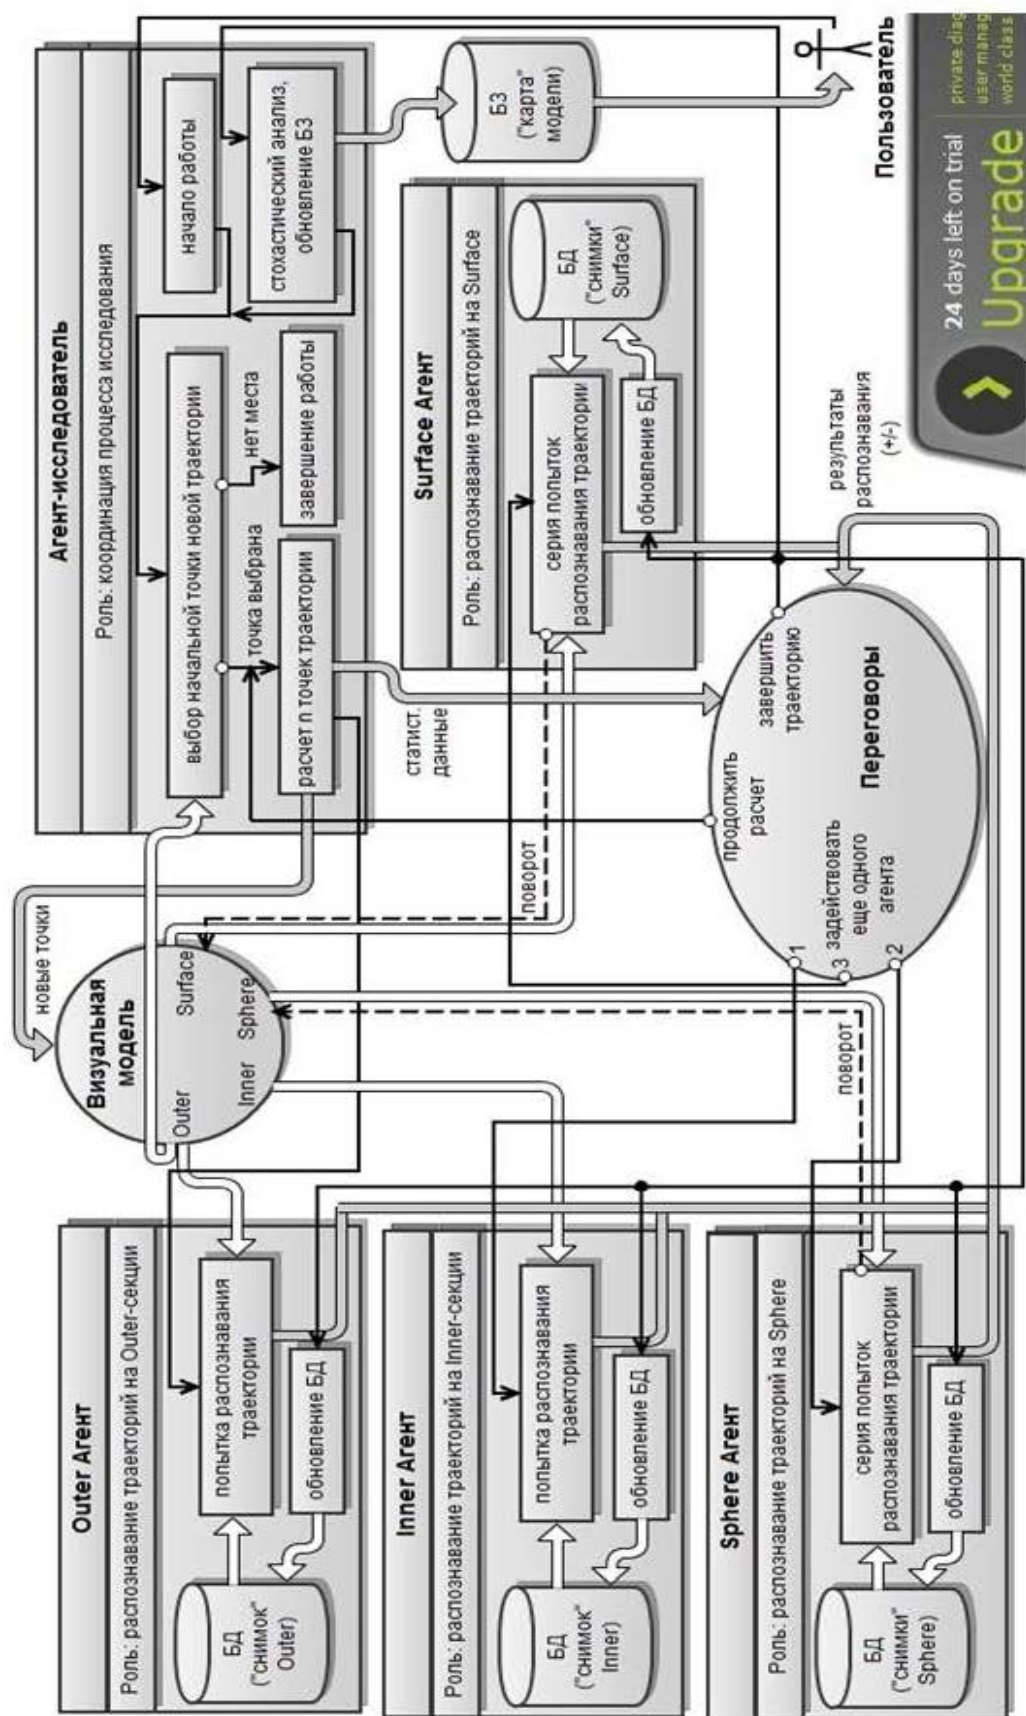 Outer Агент
Роль: распознавание траекторий на Outer-секции
попытка распознавания
траектории
обновление БД
БД
("снимок"
Outer)
Inner Агент
Роль: распознавание траекторий на Inner-секции
попытка распознавания
траектории
обновление БД
БД
("снимок"
Inner)
Sphere Агент
Роль: распознавание траекторий на Sphere
серия попыток
распознавания траектории
обновление БД
БД
("снимки"
Sphere)
новые точки
Визуальная
модель
Outer
Surface
Inner
Sphere
поворот
поворот
Агент-исследователь
Роль: координация процесса исследования
выбор начальной точки новой траектории
начало работы
точка выбрана
нет места
расчет n точек траектории
завершение работы
стохастический анализ,
обновление БЗ
статист.
данные
Surface Агент
Роль: распознавание траекторий на Surface
серия попыток
распознавания траектории
обновление БД
БД
("снимки"
Surface)
БЗ
("карта"
модели)
Пользователь
продолжить
расчет
завершить
траекторию
1
3
2
задействовать
еще одного
агента
Переговоры
результаты
распознавания
(+/-)
24 days left on trial
Upgrade
private diag
user manag
world class